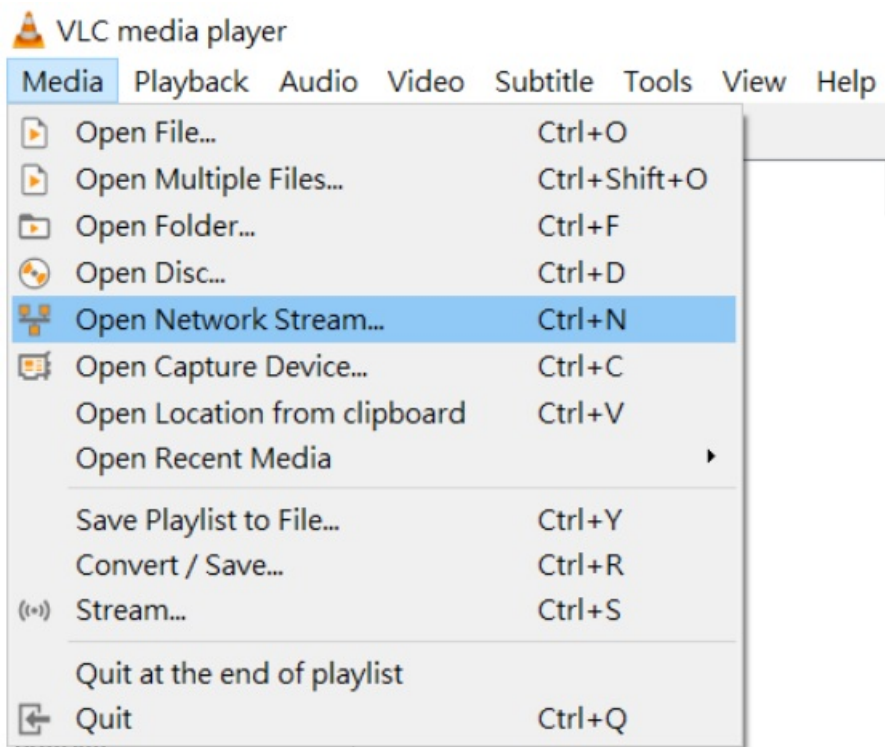 VLC media player
Media Playback Audio Video Subtitle Tools View Help
Open File... Ctrl+O
Open Multiple Files... Ctrl+Shift+O
Open Folder... Ctrl+F
Open Disc... Ctrl+D
Open Network Stream... Ctrl+N
Open Capture Device... Ctrl+C
Open Location from clipboard Ctrl+V
Open Recent Media
Save Playlist to File... Ctrl+Y
Convert / Save... Ctrl+R
Stream... Ctrl+S
Quit at the end of playlist
Quit Ctrl+Q